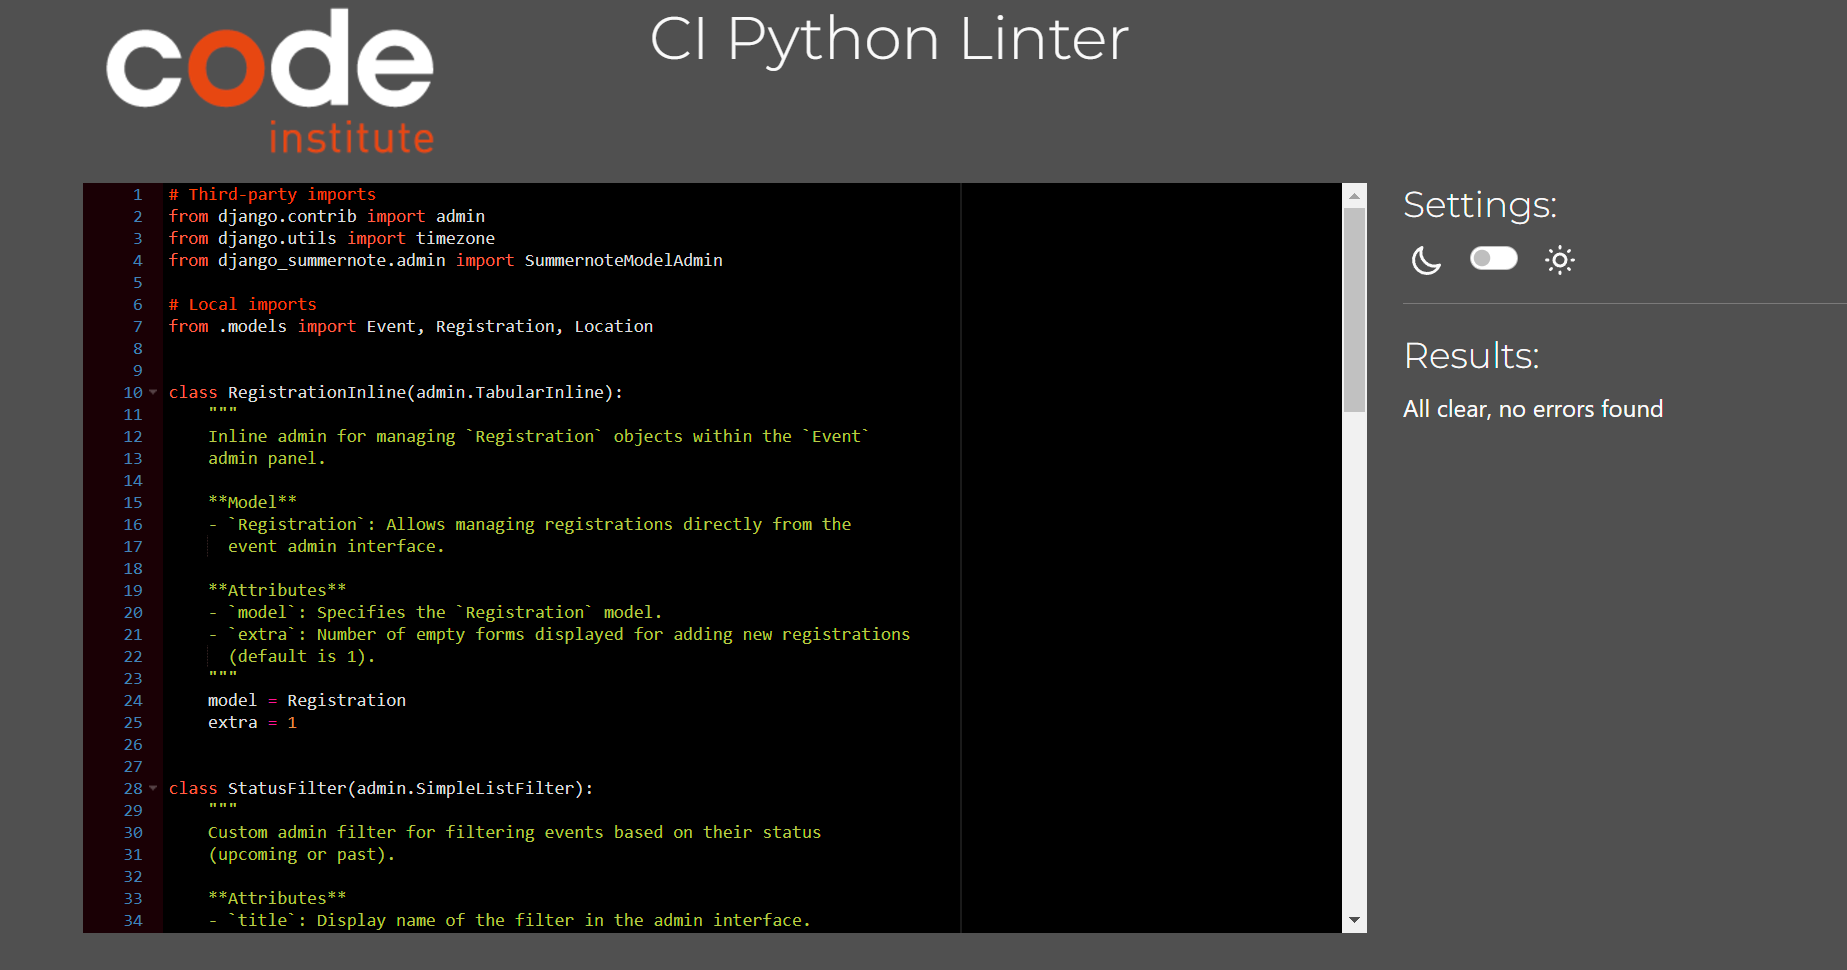 code
institute
CI Python Linter
1 # Third-party imports
2 from django.contrib import admin
3 from django.utils import timezone
4 from django_summernote.admin import SummernoteModelAdmin
5
6 # Local imports
7 from .models import Event, Registration, Location
8
9
10 class RegistrationInline(admin.TabularInline):
11     """
12     Inline admin for managing `Registration` objects within the `Event`
13     admin panel.
14
15     **Model**
16     - `Registration`: Allows managing registrations directly from the
17       event admin interface.
18
19     **Attributes**
20     - `model`: Specifies the `Registration` model.
21     - `extra`: Number of empty forms displayed for adding new registrations
22       (default is 1).
23     """
24     model = Registration
25     extra = 1
26
27
28 class StatusFilter(admin.SimpleListFilter):
29     """
30     Custom admin filter for filtering events based on their status
31     (upcoming or past).
32
33     **Attributes**
34     - `title`: Display name of the filter in the admin interface.
Settings:
Results:
All clear, no errors found